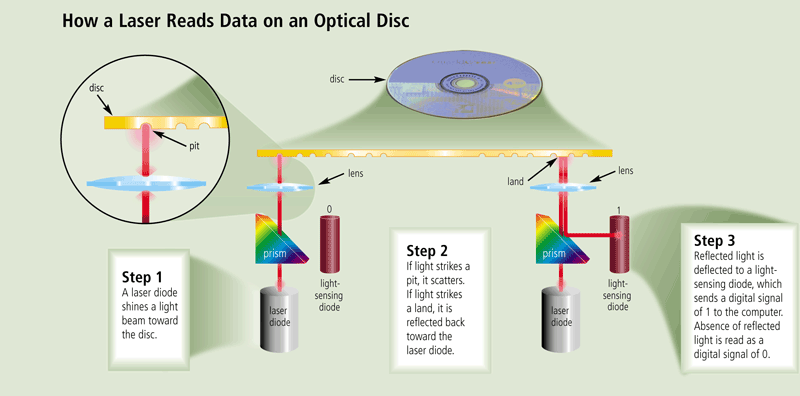 How a Laser Reads Data on an Optical Disc
disc
disc
pit
lens
land
lens
0
1
prism
prism
Step 1
A laser diode
shines a light
beam toward
the disc.
laser
diode
light-
sensing
diode
Step 2
If light strikes a
pit, it scatters.
If light strikes
a land, it is
reflected back
toward the
laser diode.
laser
diode
light-
sensing
diode
Step 3
Reflected light is
deflected to a light-
sensing diode, which
sends a digital signal
of 1 to the computer.
Absence of reflected
light is read as a
digital signal of 0.